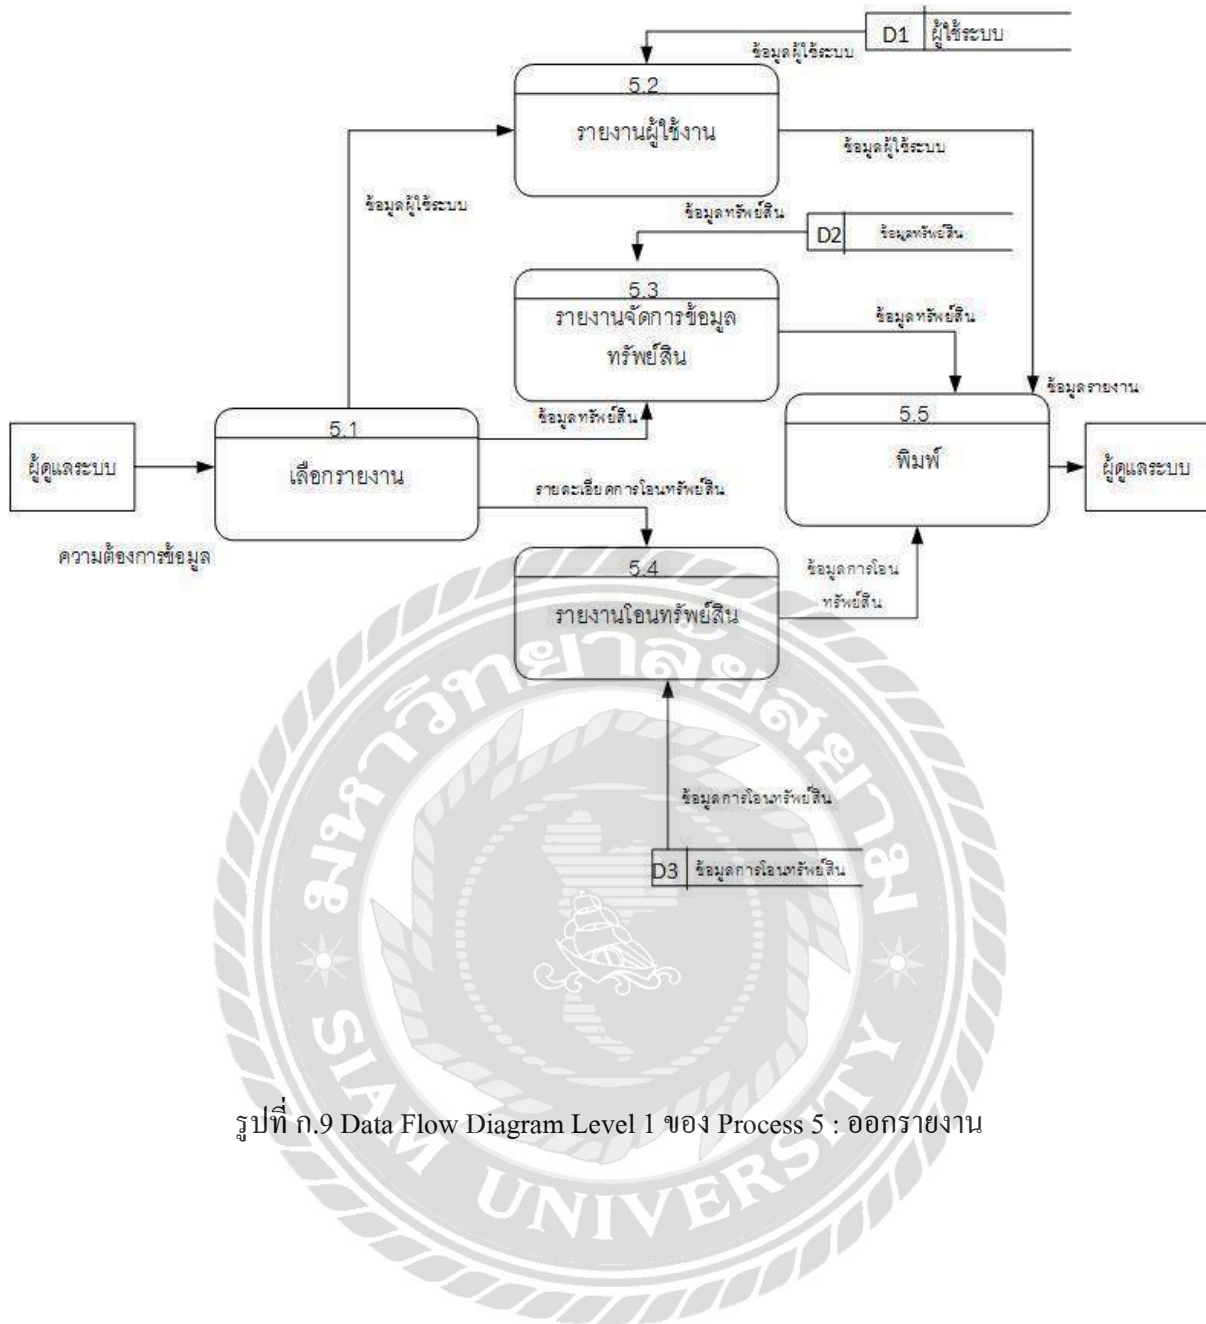 D1 ผู้ใช้ระบบ
ข้อมูลผู้ใช้ระบบ
5.2
รายงานผู้ใช้งาน
ข้อมูลผู้ใช้ระบบ
ข้อมูลผู้ใช้ระบบ
ข้อมูลทรัพย์สิน
D2 ข้อมูลทรัพย์สิน
5.3
รายงานจัดการข้อมูล
ทรัพย์สิน
ข้อมูลทรัพย์สิน
ข้อมูลรายงาน
ข้อมูลทรัพย์สิน
5.1
เลือกรายงาน
ผู้ดูแลระบบ
5.5
พิมพ์
ผู้ดูแลระบบ
รายละเอียดการโอนทรัพย์สิน
ความต้องการข้อมูล
5.4
รายงานโอนทรัพย์สิน
ข้อมูลการโอน
ทรัพย์สิน
มหาวิทยาลัยสยาม
ข้อมูลการโอนทรัพย์สิน
D3 ข้อมูลการโอนทรัพย์สิน
รูปที่ ก.9 Data Flow Diagram Level 1 ของ Process 5 : ออกรายงาน
SIAM UNIVERSITY